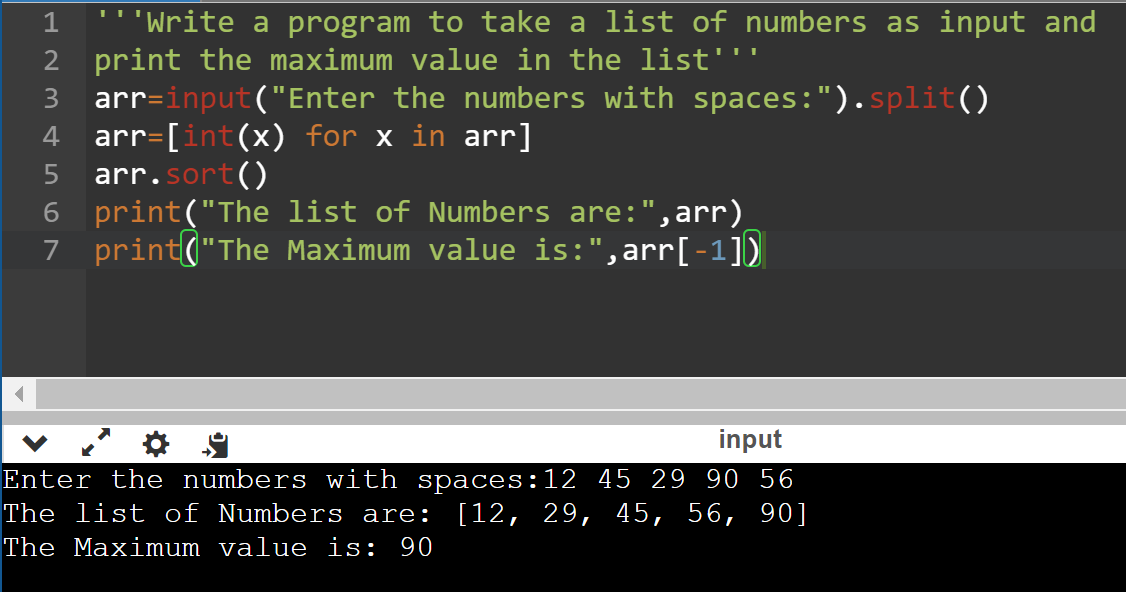 1 '''Write a program to take a list of numbers as input and
2 print the maximum value in the list'''
3 arr=input("Enter the numbers with spaces:").split()
4 arr=[int(x) for x in arr]
5 arr.sort()
6 print("The list of Numbers are:",arr)
7 print("The Maximum value is:",arr[-1])
input
Enter the numbers with spaces:12 45 29 90 56
The list of Numbers are: [12, 29, 45, 56, 90]
The Maximum value is: 90